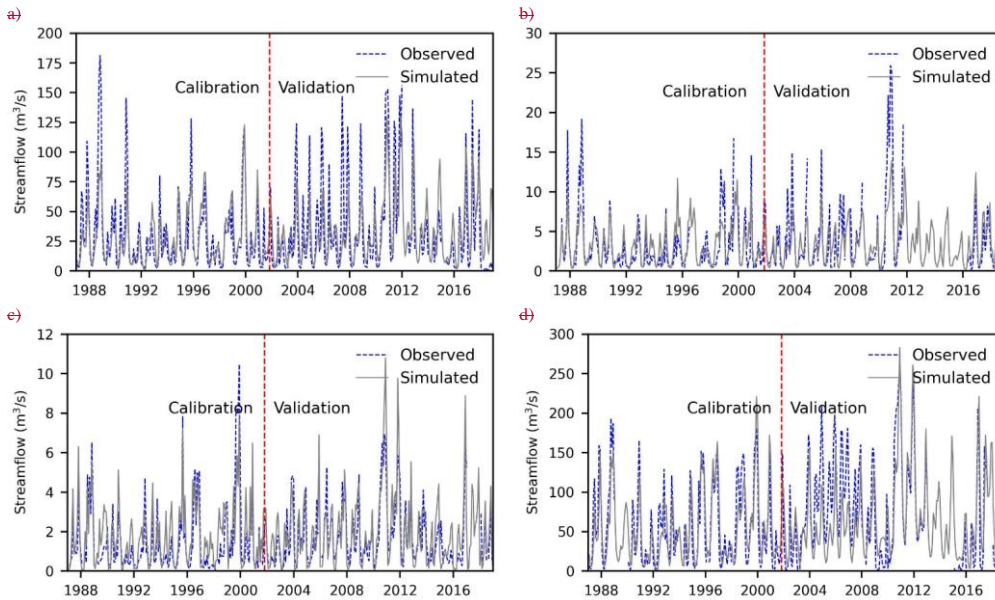 a)
b)
200
175
150
125
100
75
50
25
0
Streamflow (m³/s)
Observed
Simulated
Calibration
Validation
1988 1992 1996 2000 2004 2008 2012 2016
30
25
20
15
10
5
0
Observed
Simulated
Calibration
Validation
1988 1992 1996 2000 2004 2008 2012 2016
c)
d)
12
10
8
6
4
2
0
Streamflow (m³/s)
Observed
Simulated
Calibration
Validation
1988 1992 1996 2000 2004 2008 2012 2016
300
250
200
150
100
50
0
Streamflow (m³/s)
Observed
Simulated
Calibration
Validation
1988 1992 1996 2000 2004 2008 2012 2016